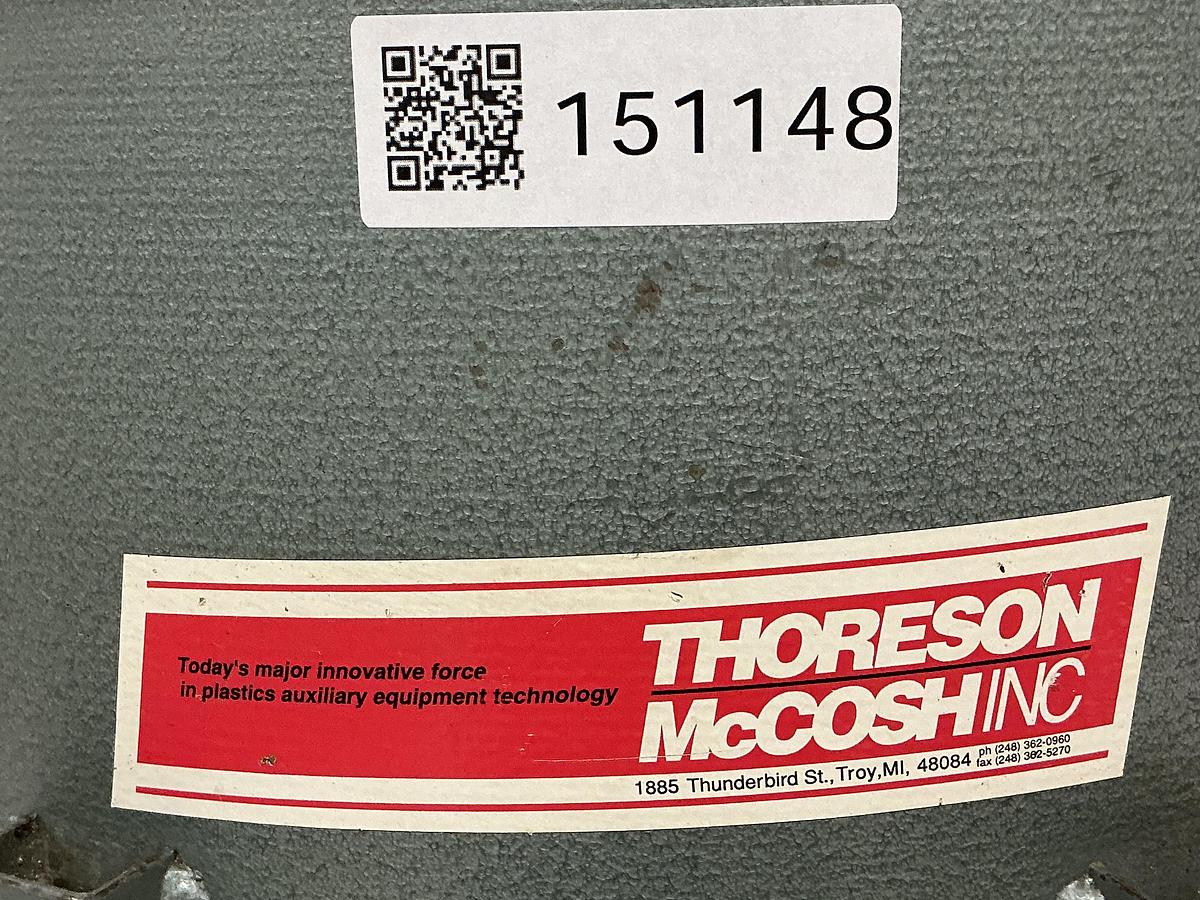 151148
Today's major innovative force
in plastics auxiliary equipment technology
THORESON
McCOSH INC
1885 Thunderbird St., Troy, MI, 48084
ph (248) 362-0960
fax (248) 362-5270